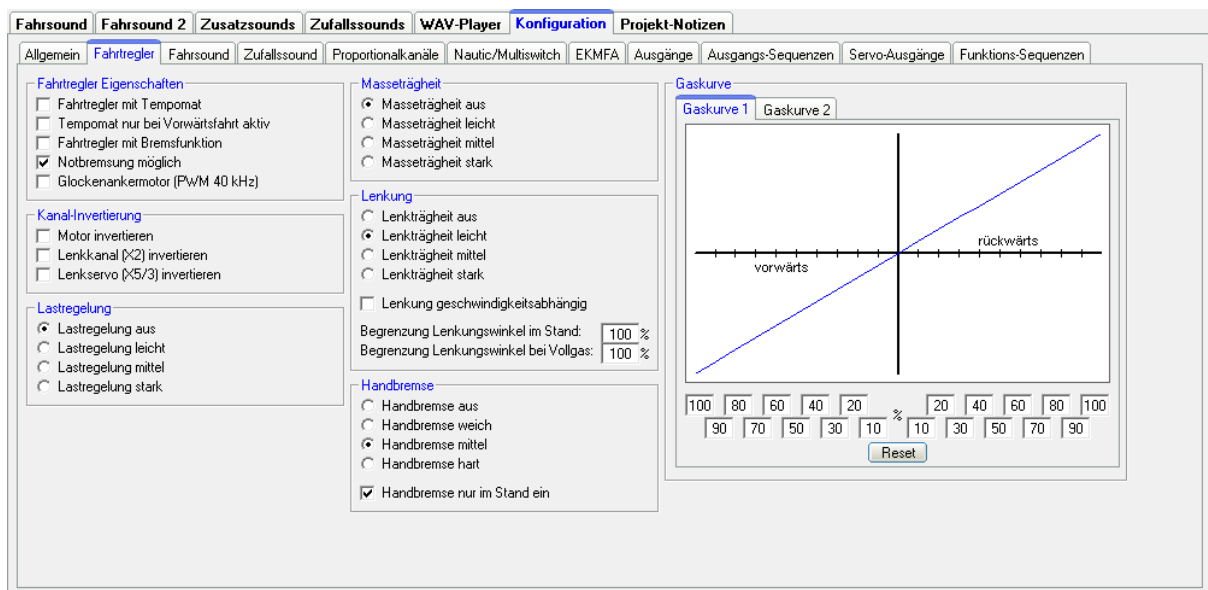 Fahrsound Fahrsound 2 Zusatzsounds Zufallssounds WAV-Player Konfiguration Projekt-Notizen
Allgemein Fahrtregler Fahrsound Zufallssound Proportionalkanäle Nautic/Multiswitch EKMFA Ausgänge Ausgangs-Sequenzen Servo-Ausgänge Funktions-Sequenzen
Fahrtregler Eigenschaften
Fahrtregler mit Tempomat
Tempomat nur bei Vorwärtsfahrt aktiv
Fahrtregler mit Bremsfunktion
Notbremsung möglich
Glockenankermotor (PWM 40 kHz)
Kanal-Invertierung
Motor invertieren
Lenkkanal (X2) invertieren
Lenkservo (X5/3) invertieren
Lastregelung
Lastregelung aus
Lastregelung leicht
Lastregelung mittel
Lastregelung stark
Masseträgheit
Masseträgheit aus
Masseträgheit leicht
Masseträgheit mittel
Masseträgheit stark
Lenkung
Lenkträgheit aus
Lenkträgheit leicht
Lenkträgheit mittel
Lenkträgheit stark
Lenkung geschwindigkeitsabhängig
Begrenzung Lenkungswinkel im Stand: 100 %
Begrenzung Lenkungswinkel bei Vollgas: 100 %
Handbremse
Handbremse aus
Handbremse weich
Handbremse mittel
Handbremse hart
Handbremse nur im Stand ein
Gaskurve
Gaskurve 1 Gaskurve 2
rückwärts
vorwärts
100 80 60 40 20 % 20 40 60 80 100
90 70 50 30 10 10 30 50 70 90
Reset